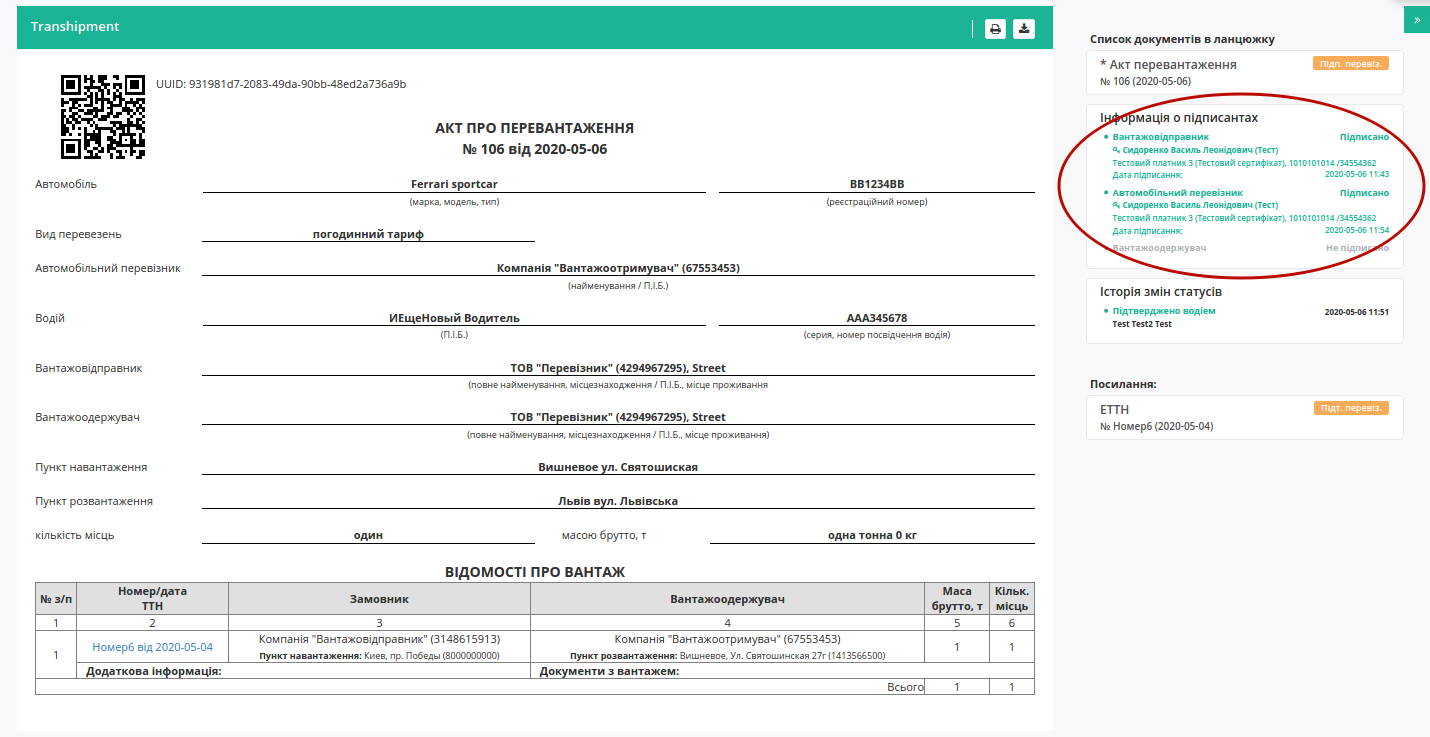 Transhipment
UUID: 931981d7-2083-49da-90bb-48ed2a736a9b
АКТ ПРО ПЕРЕВАНТАЖЕННЯ
№ 106 від 2020-05-06
Автомобіль Ferrari sportcar BB1234BB
(марка, модель, тип) (реєстраційний номер)
Вид перевезень погодинний тариф
Автомобільний перевізник Компанія "Вантажоотримувач" (67553453)
(найменування / П.І.Б.)
Водій ИЕщеНовый Водитель AAA345678
(П.І.Б.) (серия, номер посвідчення водія)
Вантажовідправник ТОВ "Перевізник" (4294967295), Street
(повне найменування, місцезнаходження / П.І.Б., місце проживання
Вантажоодержувач ТОВ "Перевізник" (4294967295), Street
(повне найменування, місцезнаходження / П.І.Б., місце проживання)
Пункт навантаження Вишневое ул. Святошиская
Пункт розвантаження Львів вул. Львівська
кількість місць один масою брутто, т одна тонна 0 кг
ВІДОМОСТІ ПРО ВАНТАЖ
№ з/п Номер/дата ТТН Замовник Вантажоодержувач Маса брутто, т Кільк. місць
1 2 3 4 5 6
1 Номер6 від 2020-05-04 Компанія "Вантажовідправник" (3148615913) Компанія "Вантажоотримувач" (67553453) 1 1
Пункт навантаження: Киев, пр. Победы (8000000000) Пункт розвантаження: Вишневое, Ул. Святошинская 27г (1413566500)
Додаткова інформація: Документи з вантажем:
Всього 1 1
»
Список документів в ланцюжку
* Акт перевантаження Підп. перевіз.
№ 106 (2020-05-06)
Інформація о підписантах
Вантажовідправник Підписано
Сидоренко Василь Леонідович (Тест)
Тестовий платник 3 (Тестовий сертифікат), 1010101014 /34554362
Дата підписання: 2020-05-06 11:43
Автомобільний перевізник Підписано
Сидоренко Василь Леонідович (Тест)
Тестовий платник 3 (Тестовий сертифікат), 1010101014 /34554362
Дата підписання: 2020-05-06 11:54
Вантажоодержувач Не підписано
Історія змін статусів
Підтверджено водієм 2020-05-06 11:51
Test Test2 Test
Посилання:
ЕТТН Підт. перевіз.
№ Номер6 (2020-05-04)